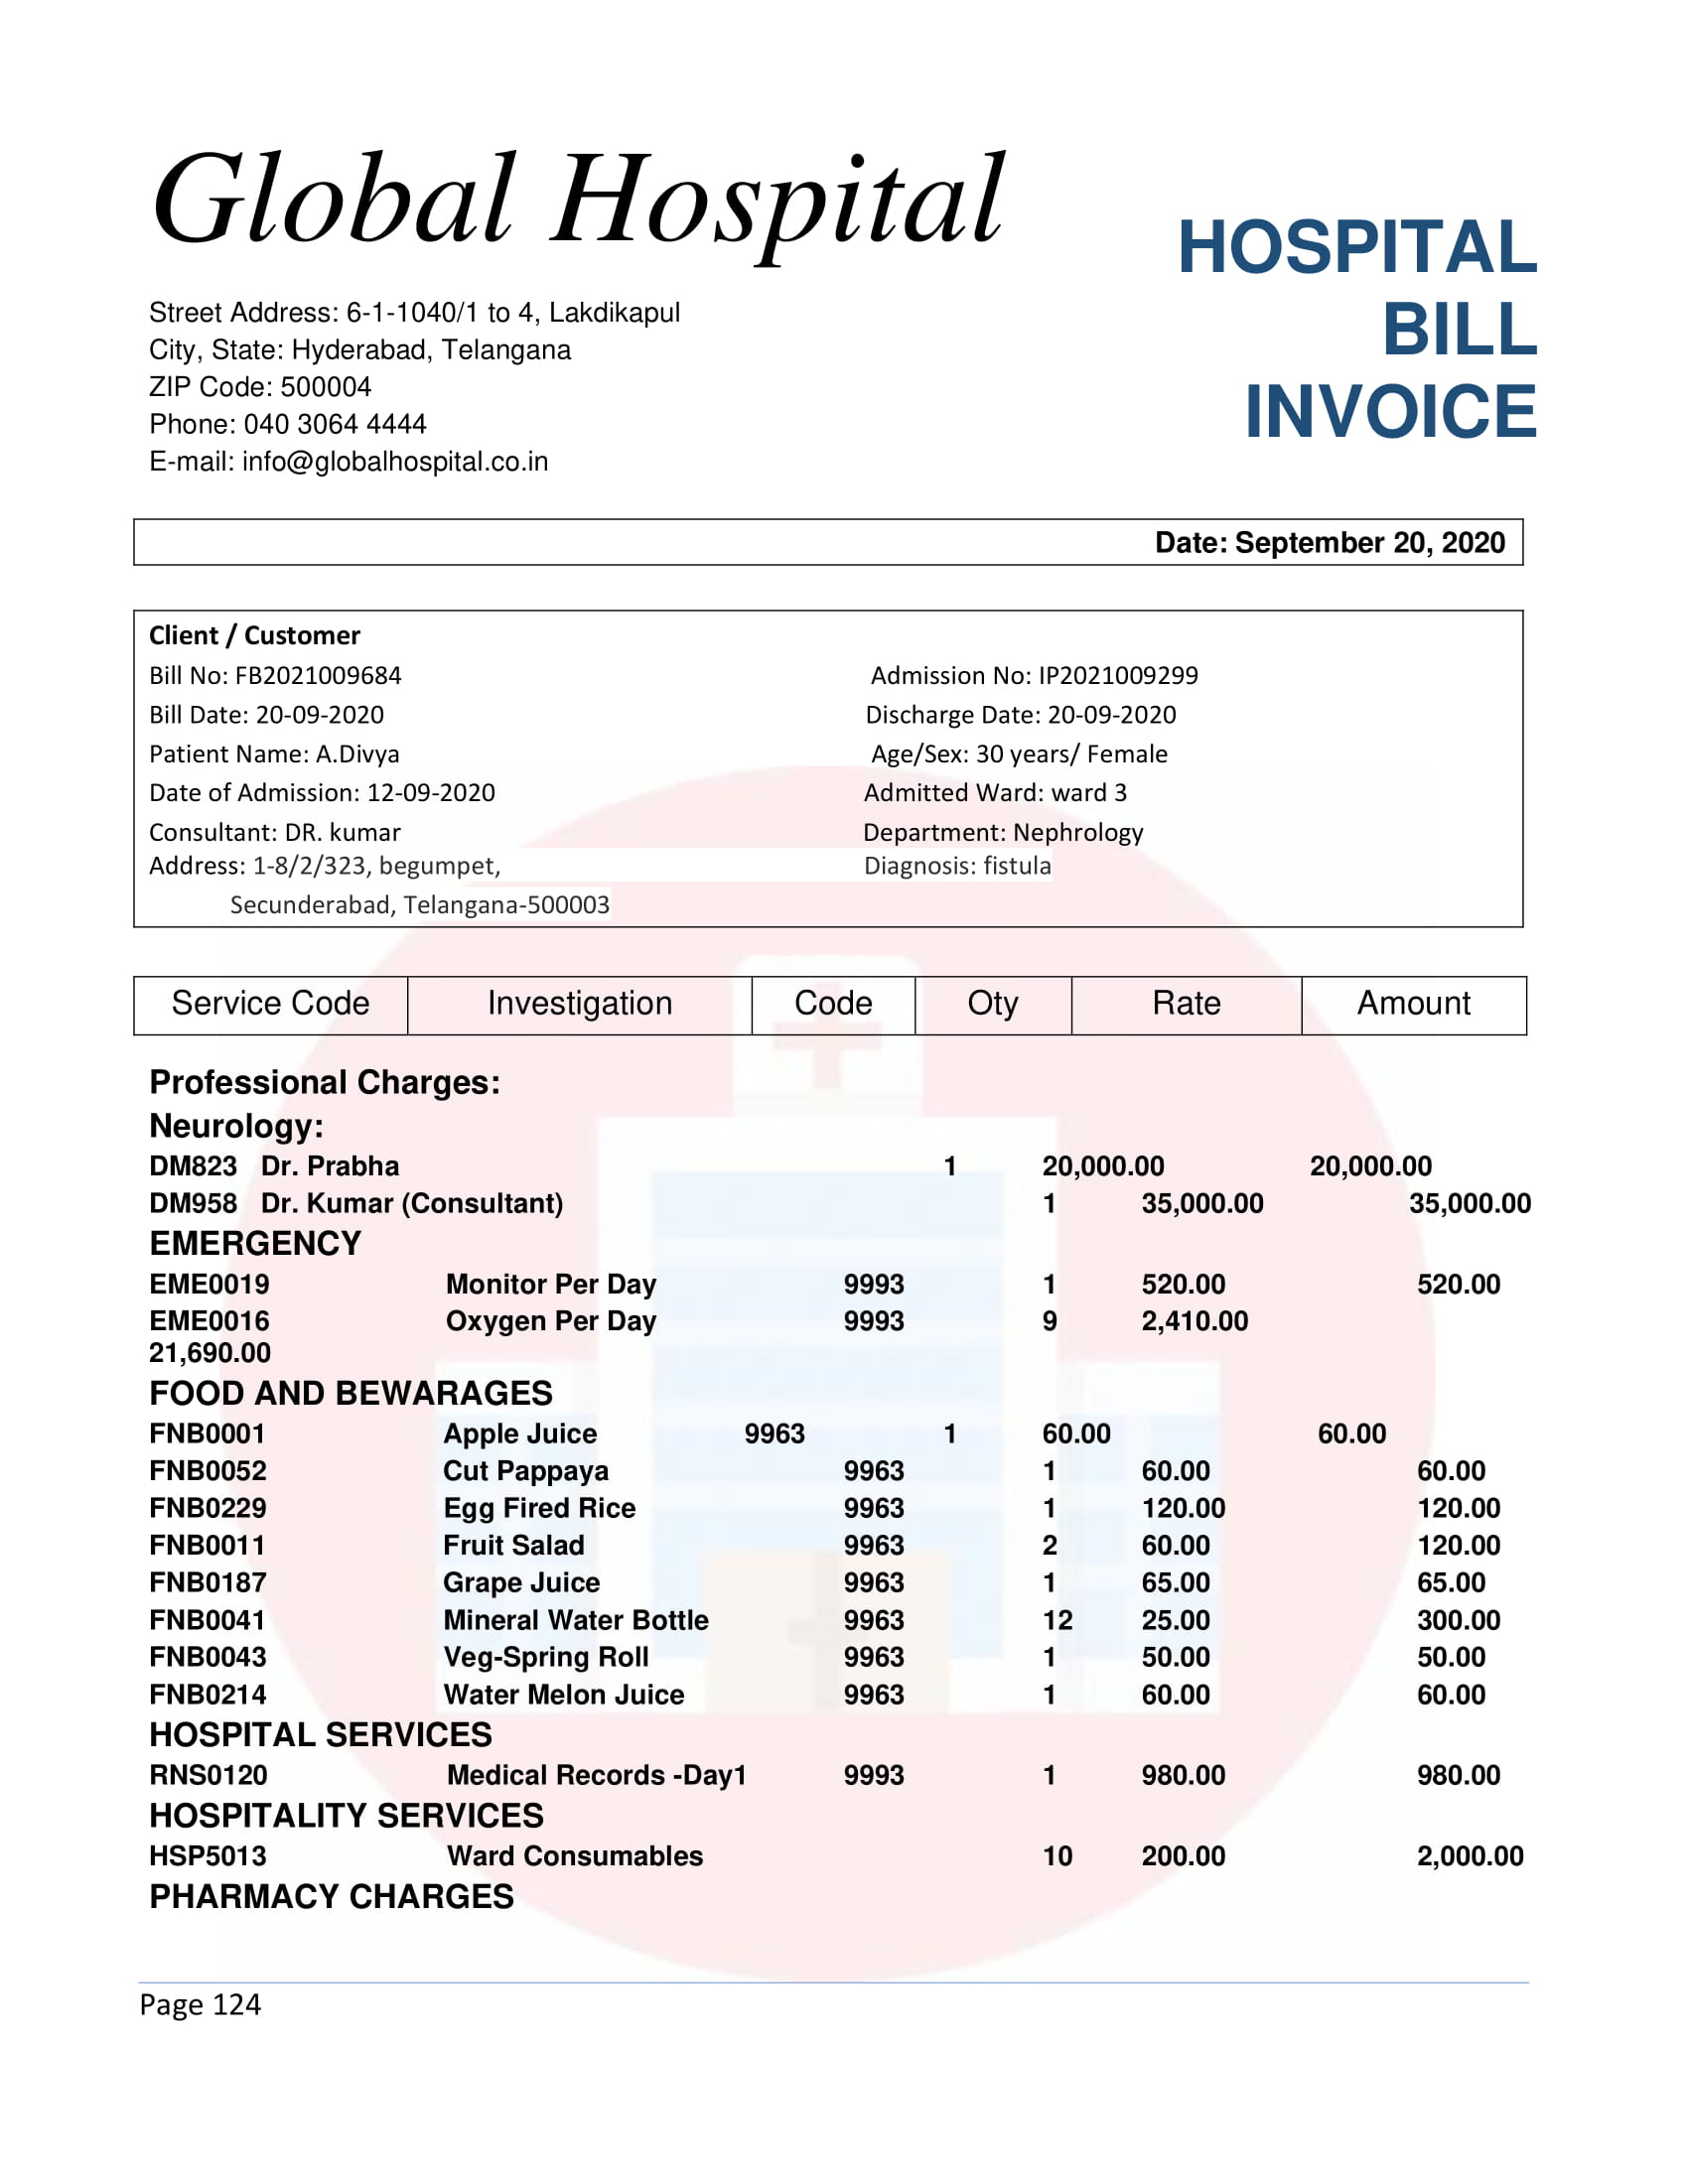 Global Hospital
HOSPITAL
BILL
INVOICE
Street Address: 6-1-1040/1 to 4, Lakdikapul
City, State: Hyderabad, Telangana
ZIP Code: 500004
Phone: 040 3064 4444
E-mail: info@globalhospital.co.in
Date: September 20, 2020
Client / Customer
Bill No: FB2021009684 Admission No: IP2021009299
Bill Date: 20-09-2020 Discharge Date: 20-09-2020
Patient Name: A.Divya Age/Sex: 30 years/ Female
Date of Admission: 12-09-2020 Admitted Ward: ward 3
Consultant: DR. kumar Department: Nephrology
Address: 1-8/2/323, begumpet, Diagnosis: fistula
Secunderabad, Telangana-500003
Service Code Investigation Code Oty Rate Amount
Professional Charges:
Neurology:
DM823 Dr. Prabha 1 20,000.00 20,000.00
DM958 Dr. Kumar (Consultant) 1 35,000.00 35,000.00
EMERGENCY
EME0019 Monitor Per Day 9993 1 520.00 520.00
EME0016 Oxygen Per Day 9993 9 2,410.00
21,690.00
FOOD AND BEWARAGES
FNB0001 Apple Juice 9963 1 60.00 60.00
FNB0052 Cut Pappaya 9963 1 60.00 60.00
FNB0229 Egg Fired Rice 9963 1 120.00 120.00
FNB0011 Fruit Salad 9963 2 60.00 120.00
FNB0187 Grape Juice 9963 1 65.00 65.00
FNB0041 Mineral Water Bottle 9963 12 25.00 300.00
FNB0043 Veg-Spring Roll 9963 1 50.00 50.00
FNB0214 Water Melon Juice 9963 1 60.00 60.00
HOSPITAL SERVICES
RNS0120 Medical Records -Day1 9993 1 980.00 980.00
HOSPITALITY SERVICES
HSP5013 Ward Consumables 10 200.00 2,000.00
PHARMACY CHARGES
Page 124